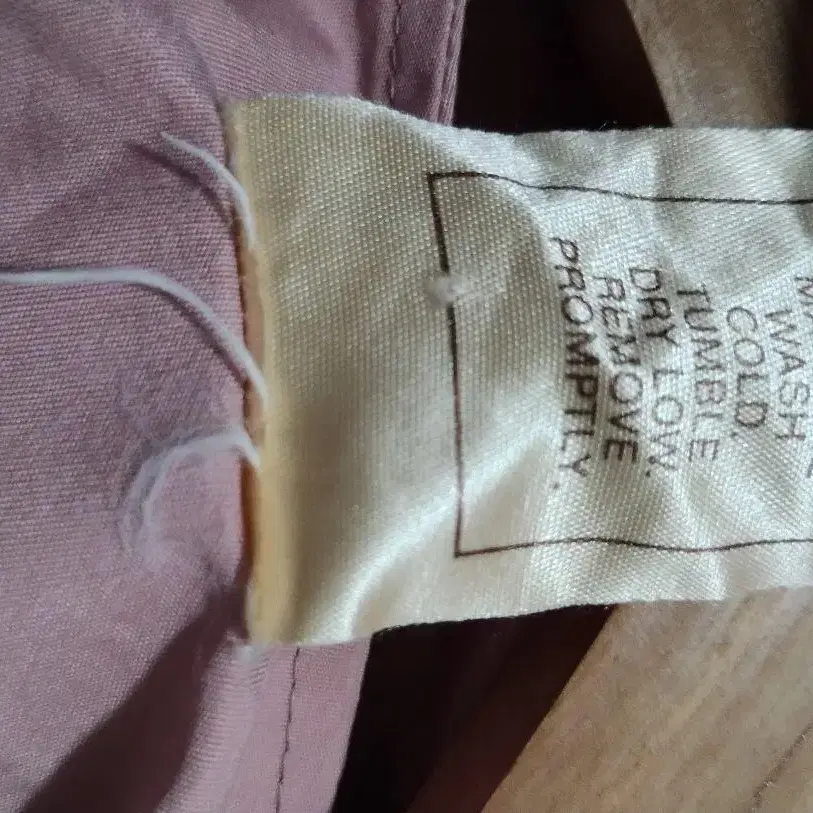 WASH
COLD.
TUMBLE
DRY LOW.
REMOVE
PROMPTLY.